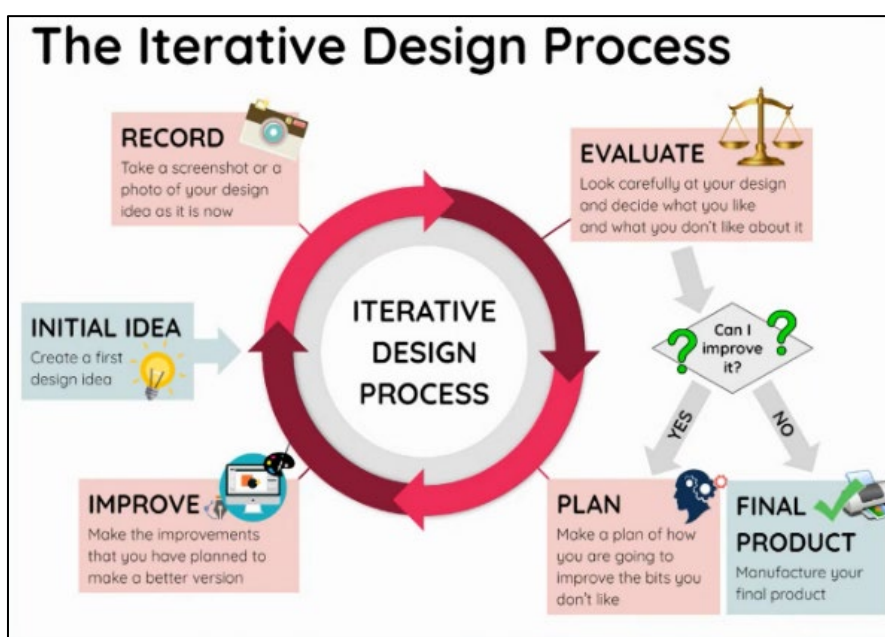 The Iterative Design Process
RECORD
Take a screenshot or a
photo of your design
idea as it is now
EVALUATE
Look carefully at your design
and decide what you like
and what you don't like about it
INITIAL IDEA
Create a first
design idea
ITERATIVE
DESIGN
PROCESS
Can I
improve
it?
YES
NO
IMPROVE
Make the improvements
that you have planned to
make a better version
PLAN
Make a plan of how
you are going to
improve the bits you
don't like
FINAL
PRODUCT
Manufacture your
final product